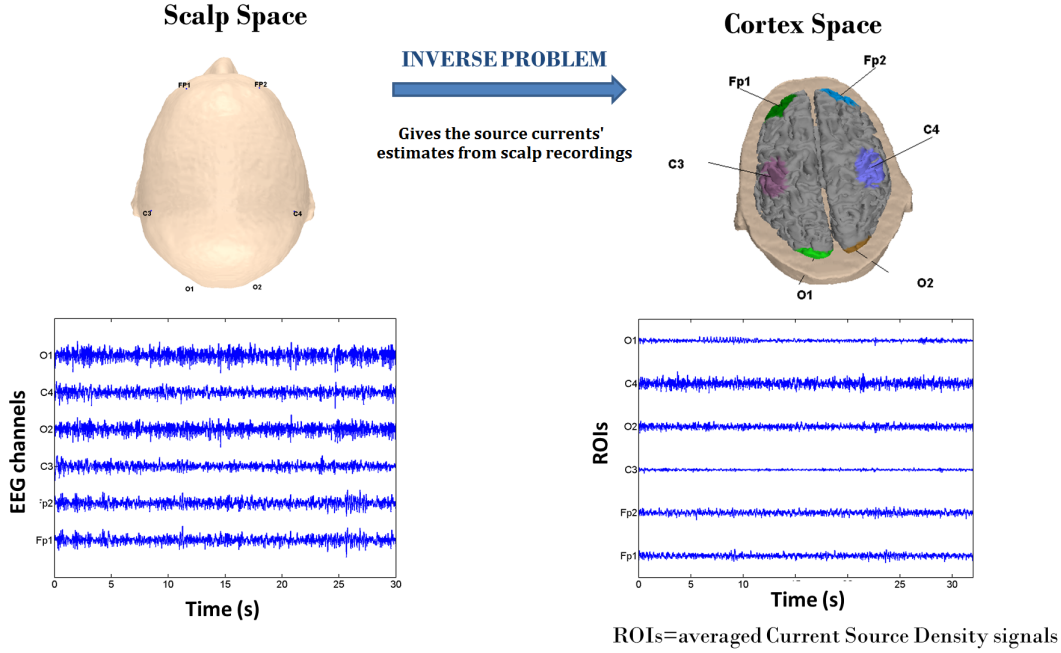 Scalp Space
FP1
FP2
C3
C4
O1
O2
INVERSE PROBLEM
Gives the source currents'
estimates from scalp recordings
Cortex Space
Fp1
Fp2
C3
C4
O1
O2
EEG channels
O1
C4
O2
C3
Fp1
0 5 10 15 20 25 30
Time (s)
ROIs
O1
C4
O2
C3
Fp2
Fp1
0 5 10 15 20 25 30
Time (s)
ROIs=averaged Current Source Density signals